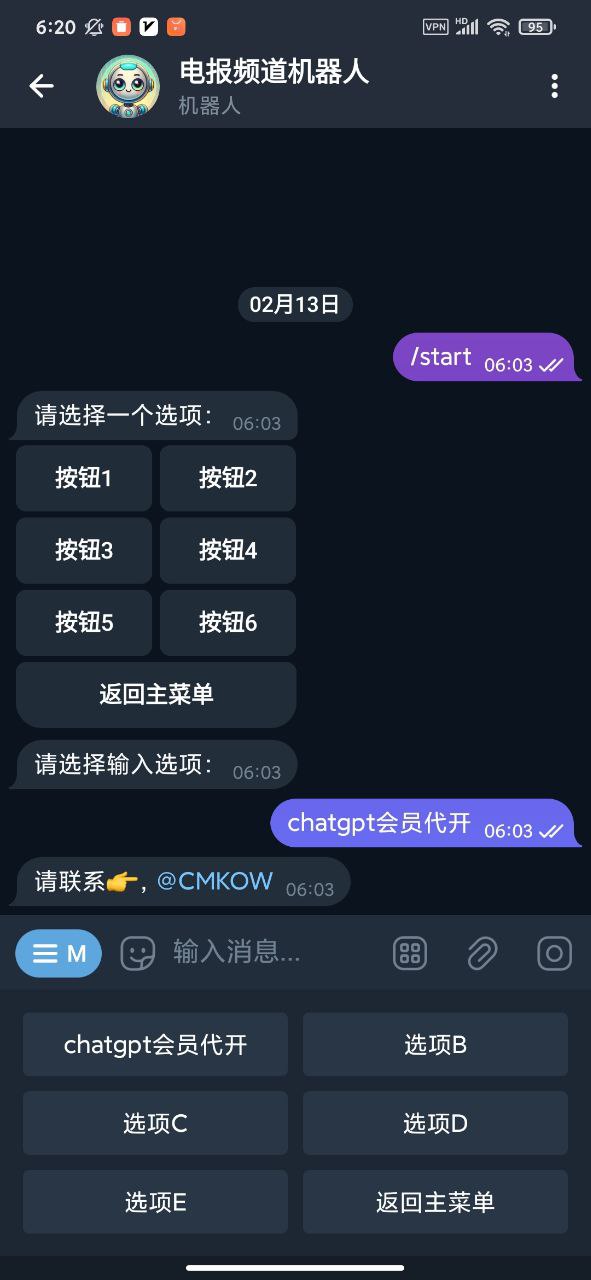 6:20
VPN HD 95
电报频道机器人
机器人
02月13日
/start 06:03
请选择一个选项： 06:03
按钮1 按钮2
按钮3 按钮4
按钮5 按钮6
返回主菜单
请选择输入选项： 06:03
chatgpt会员代开 06:03
请联系👉, @CMKOW 06:03
M 输入消息...
chatgpt会员代开 选项B
选项C 选项D
选项E 返回主菜单